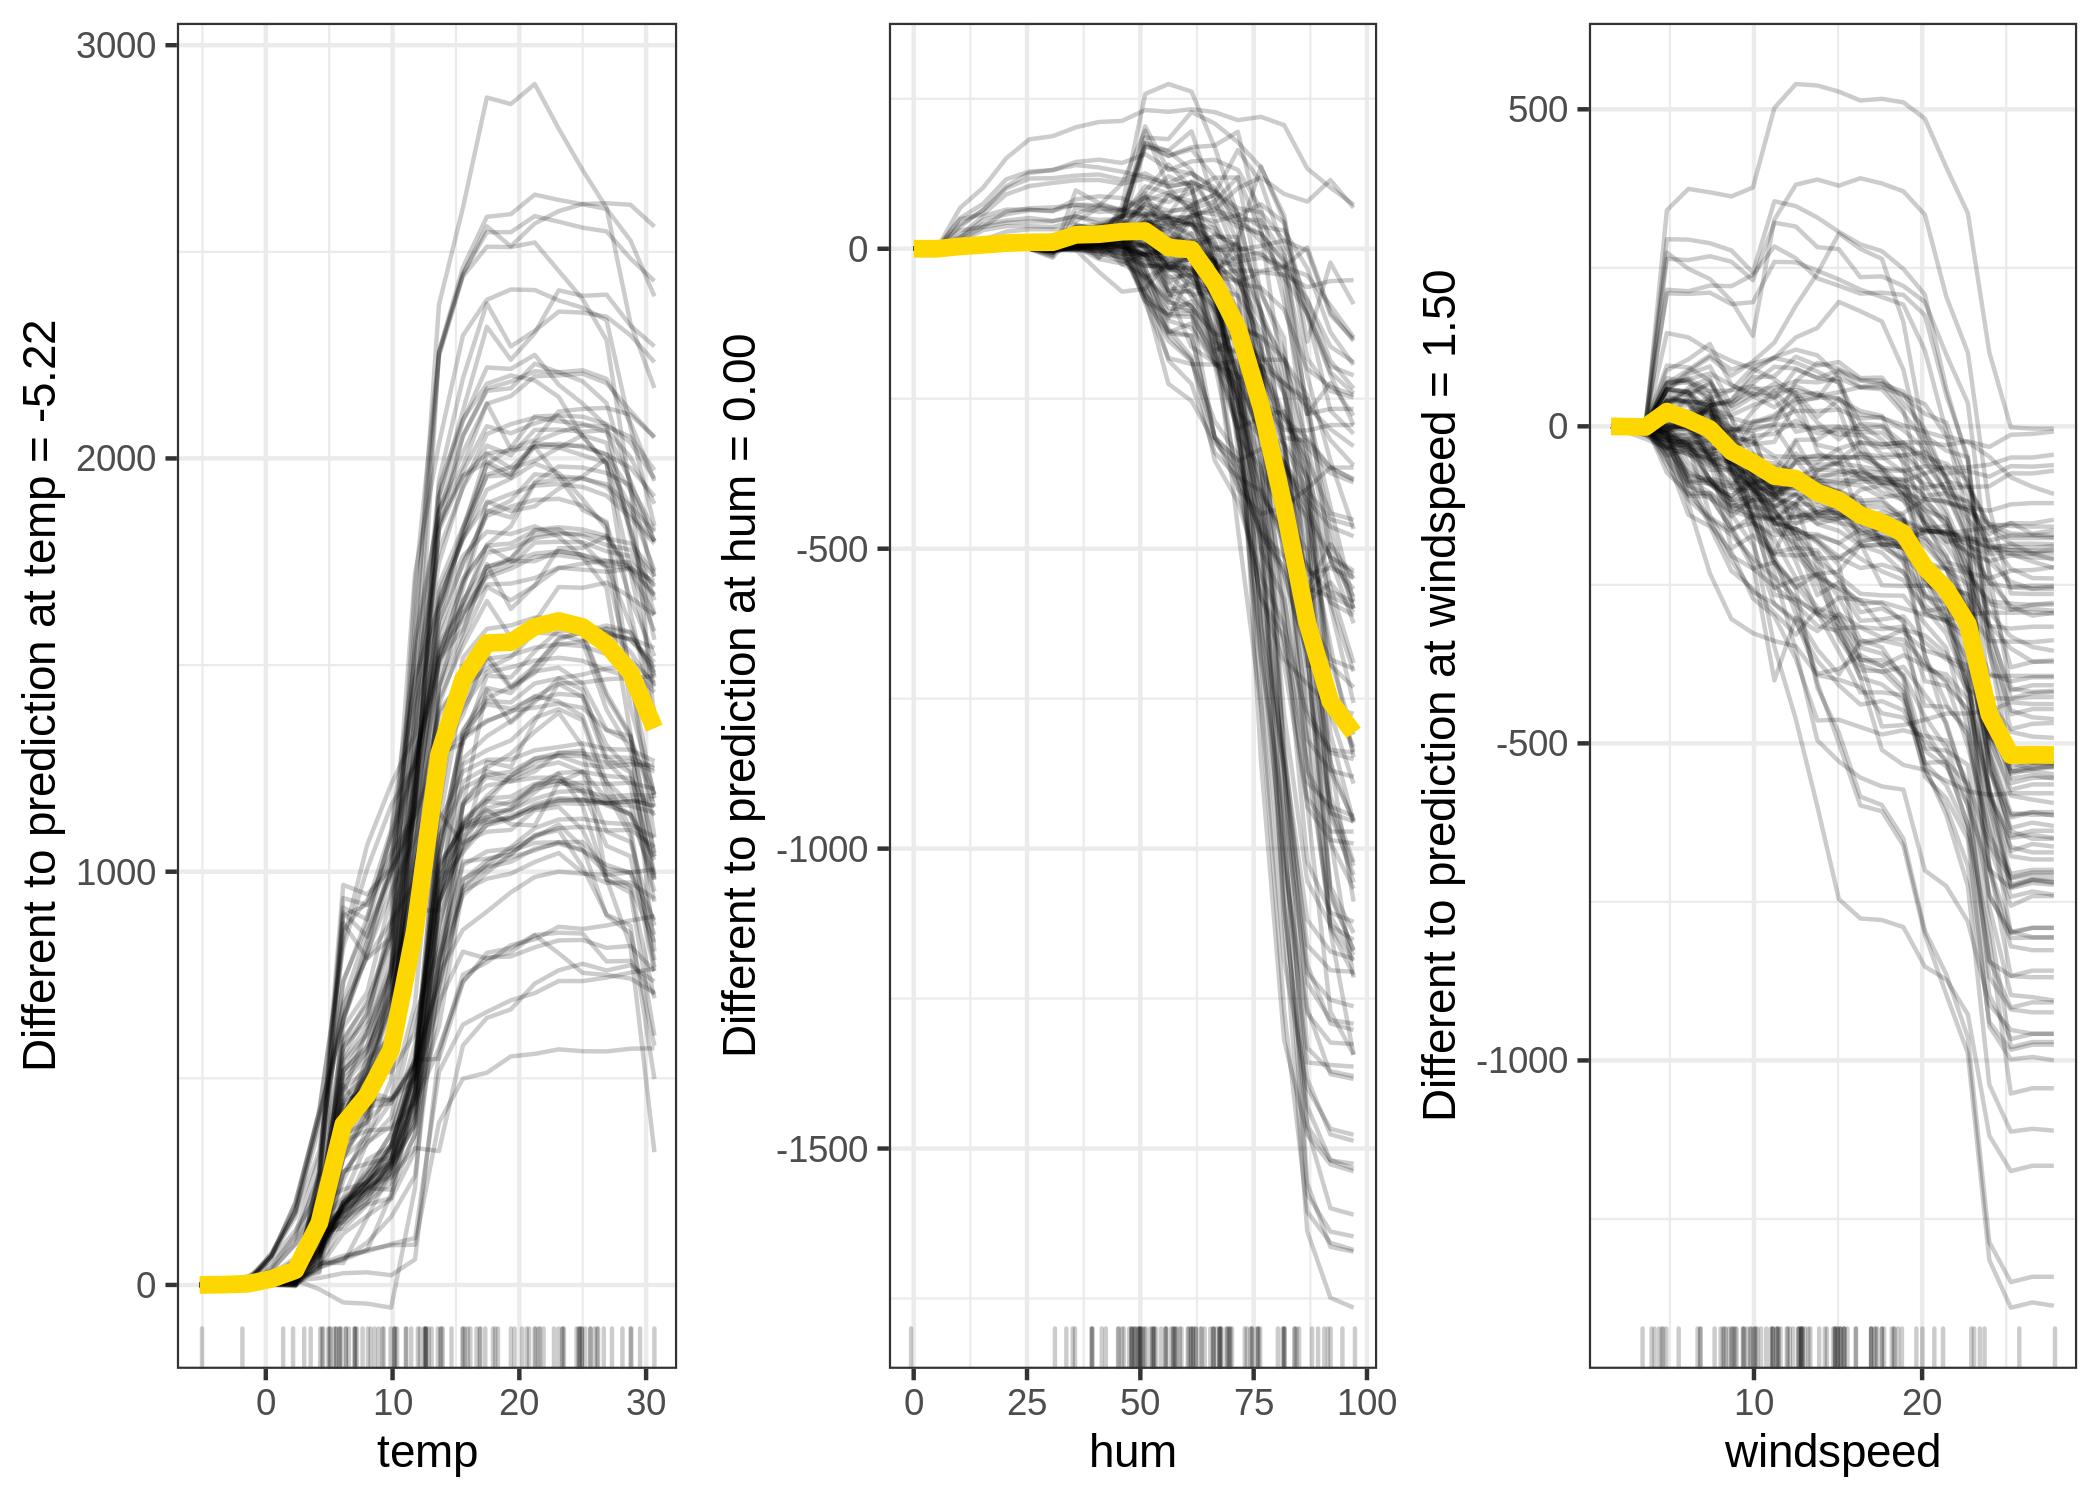 Different to prediction at temp = -5.22
3000
2000
1000
0
0 10 20 30
temp
Different to prediction at hum = 0.00
0
-500
-1000
-1500
0 25 50 75 100
hum
Different to prediction at windspeed = 1.50
500
0
-500
-1000
10 20
windspeed